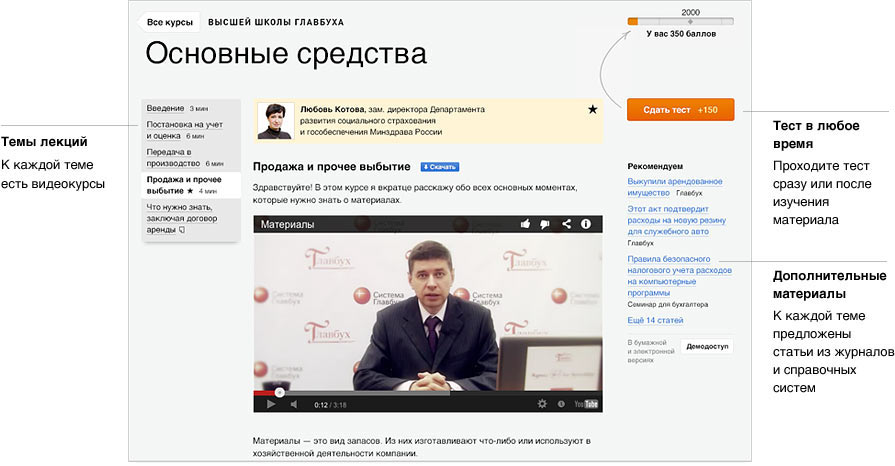 Все курсы
ВЫСШЕЙ ШКОЛЫ ГЛАВБУХА
2000
У вас 350 баллов
Основные средства
Темы лекций
К каждой теме
есть видеокурсы
Введение 3 мин
Постановка на учет
и оценка 6 мин
Передача в
производство 6 мин
Продажа и прочее
выбытие ★ 4 мин
Что нужно знать,
заключая договор
аренды
Любовь Котова, зам. директора Департамента
развития социального страхования
и гособеспечения Минздрава России
★
Продажа и прочее выбытие
Скачать
Здравствуйте! В этом курсе я вкратце расскажу обо всех основных моментах,
которые нужно знать о материалах.
Материалы
Главбух
Главбух
Система
Главбух
Система
Главбух
Система
Главбух
Главбух
Главбух
0:12 / 3:18
YouTube
Материалы — это вид запасов. Из них изготавливают что-либо или используют в
хозяйственной деятельности компании.
Сдать тест +150
Рекомендуем
Выкупили арендованное
имущество Главбух
Этот акт подтвердит
расходы на новую резину
для служебного авто
Главбух
Правила безопасного
налогового учета расходов
на компьютерные
программы
Семинар для бухгалтера
Ещё 14 статей
В бумажной
и электронной
версиях
Демодоступ
Тест в любое
время
Проходите тест
сразу или после
изучения
материала
Дополнительные
материалы
К каждой теме
предложены
статьи из журналов
и справочных
систем